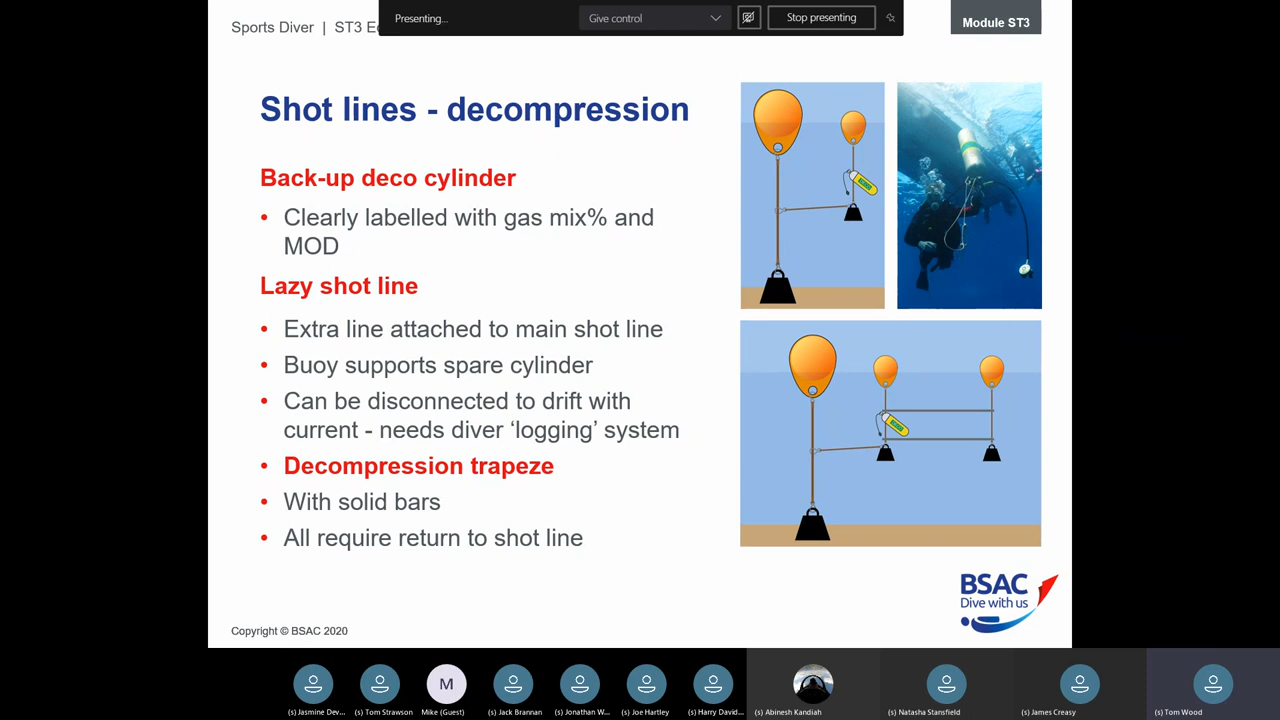 Sports Diver | ST3 E
Presenting...
Give control
Stop presenting
Module ST3
Shot lines - decompression
Back-up deco cylinder
• Clearly labelled with gas mix% and
MOD
Lazy shot line
• Extra line attached to main shot line
• Buoy supports spare cylinder
• Can be disconnected to drift with
current - needs diver ‘logging’ system
• Decompression trapeze
• With solid bars
• All require return to shot line
BSAC
Dive with us
Copyright © BSAC 2020
M
(s) Jasmine Dev...
(s) Tom Strawson
Mike (Guest)
(s) Jack Brannan
(s) Jonathan W...
(s) Joe Hartley
(s) Harry David...
(s) Abinesh Kandiah
(s) Natasha Stansfield
(s) James Creasy
(s) Tom Wood